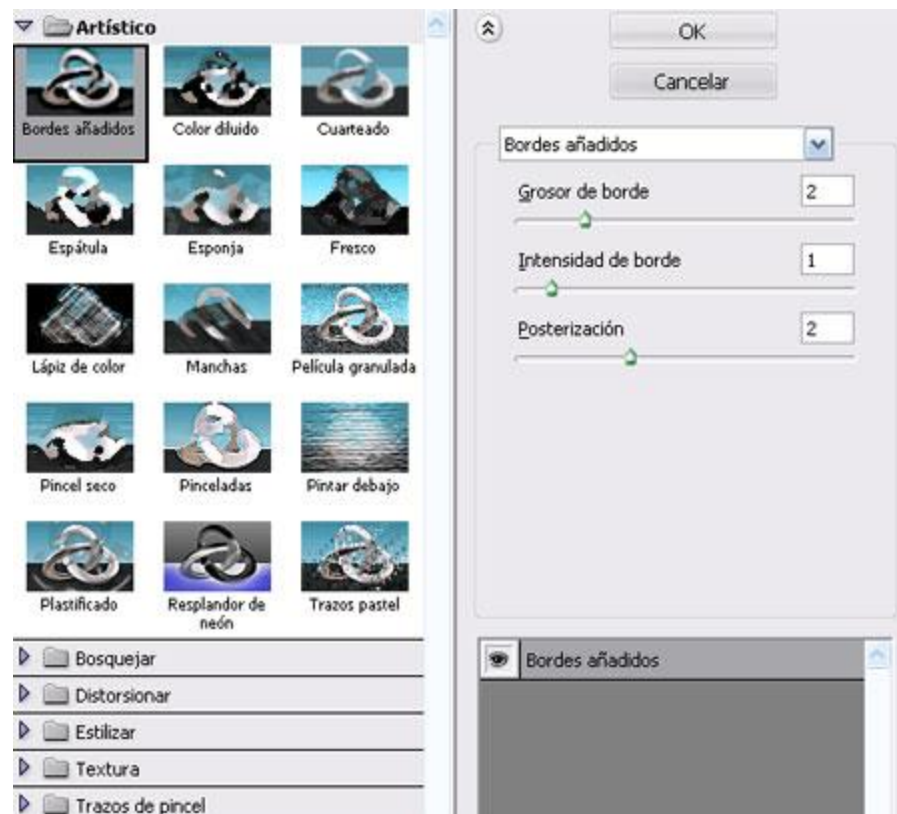 Artístico
Bordes añadidos
Color diluido
Cuarteado
Espátula
Esponja
Fresco
Lápiz de color
Manchas
Película granulada
Pincel seco
Pinceladas
Pintar debajo
Plastificado
Resplandor de
neón
Trazos pastel
Bosquejar
Distorsionar
Estilizar
Textura
Trazos de pincel
OK
Cancelar
Bordes añadidos
Grosor de borde 2
Intensidad de borde 1
Posterización 2
Bordes añadidos